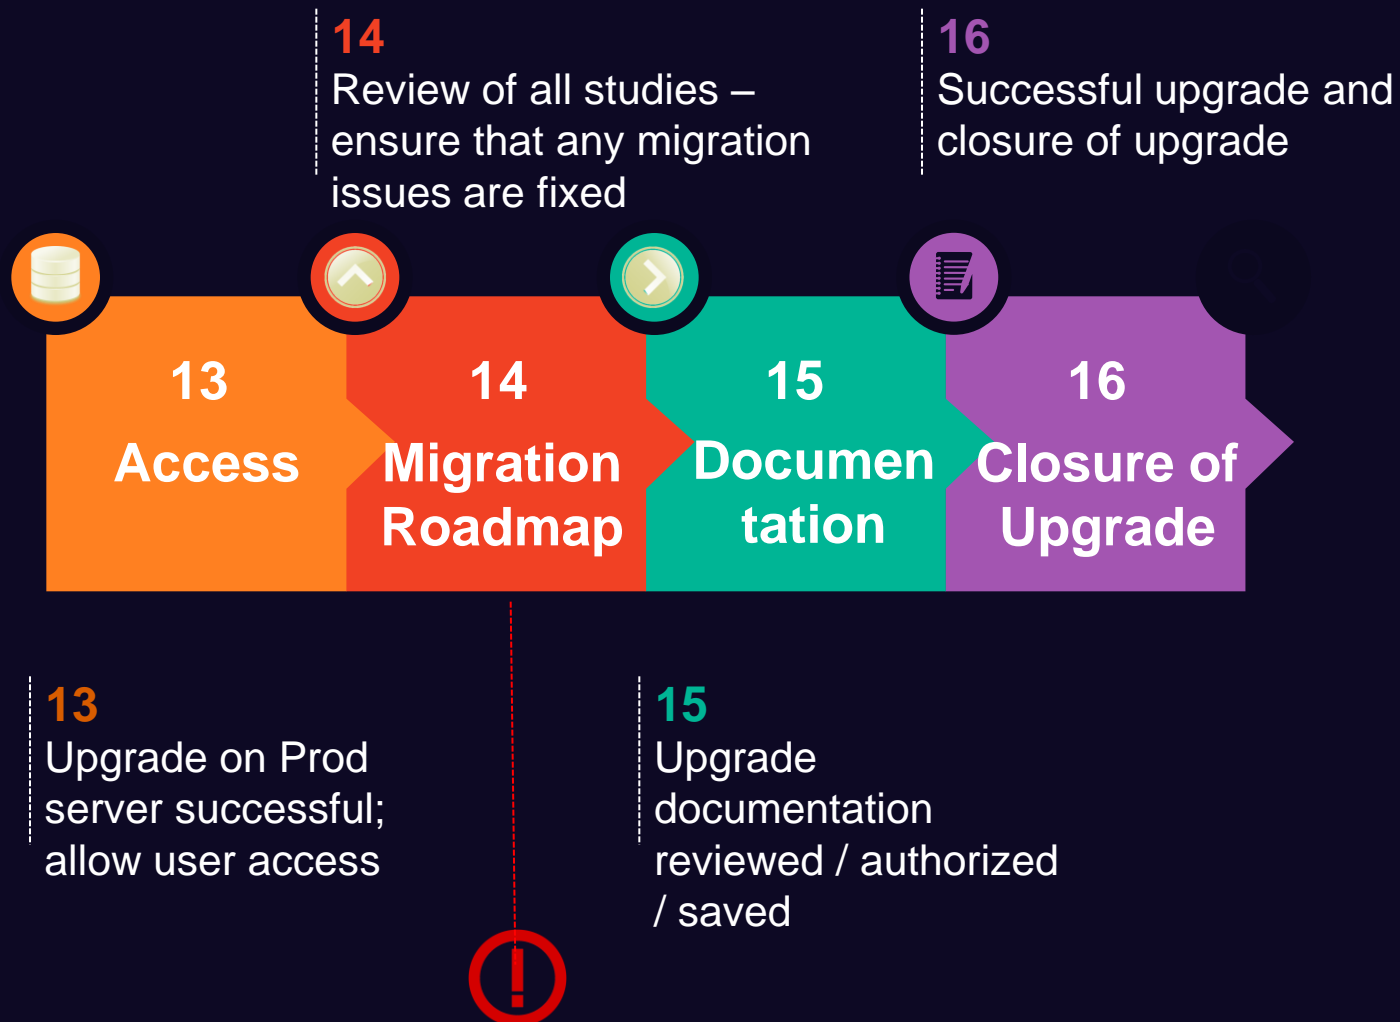 14
Review of all studies –
ensure that any migration
issues are fixed
16
Successful upgrade and
closure of upgrade
13
Access
14
Migration
Roadmap
15
Documen
tation
16
Closure of
Upgrade
13
Upgrade on Prod
server successful;
allow user access
15
Upgrade
documentation
reviewed / authorized
/ saved